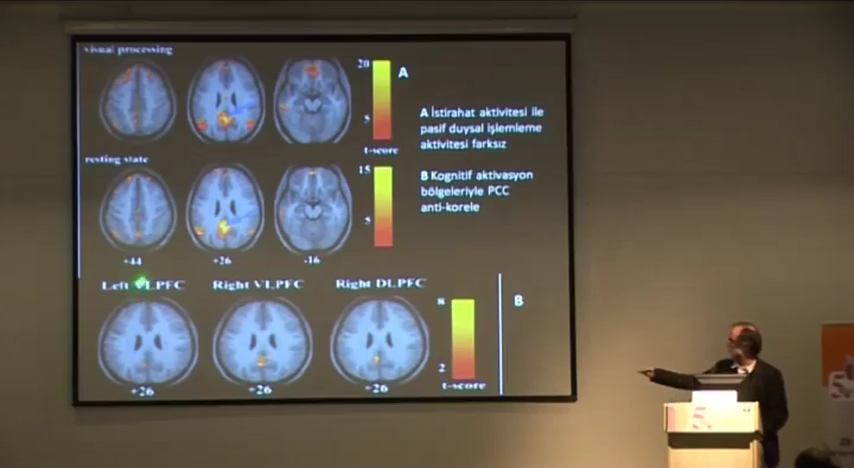 visual processing
20
5
t-score
A
A İstirahat aktivitesi ile
pasif duysal işlemleme
aktivitesi farksız
resting state
15
5
+44
+26
-16
B Kognitif aktivasyon
bölgeleriyle PCC
anti-korele
Left VLPFC
Right VLPFC
Right DLPFC
8
2
t-score
B
+26
+26
+26
5